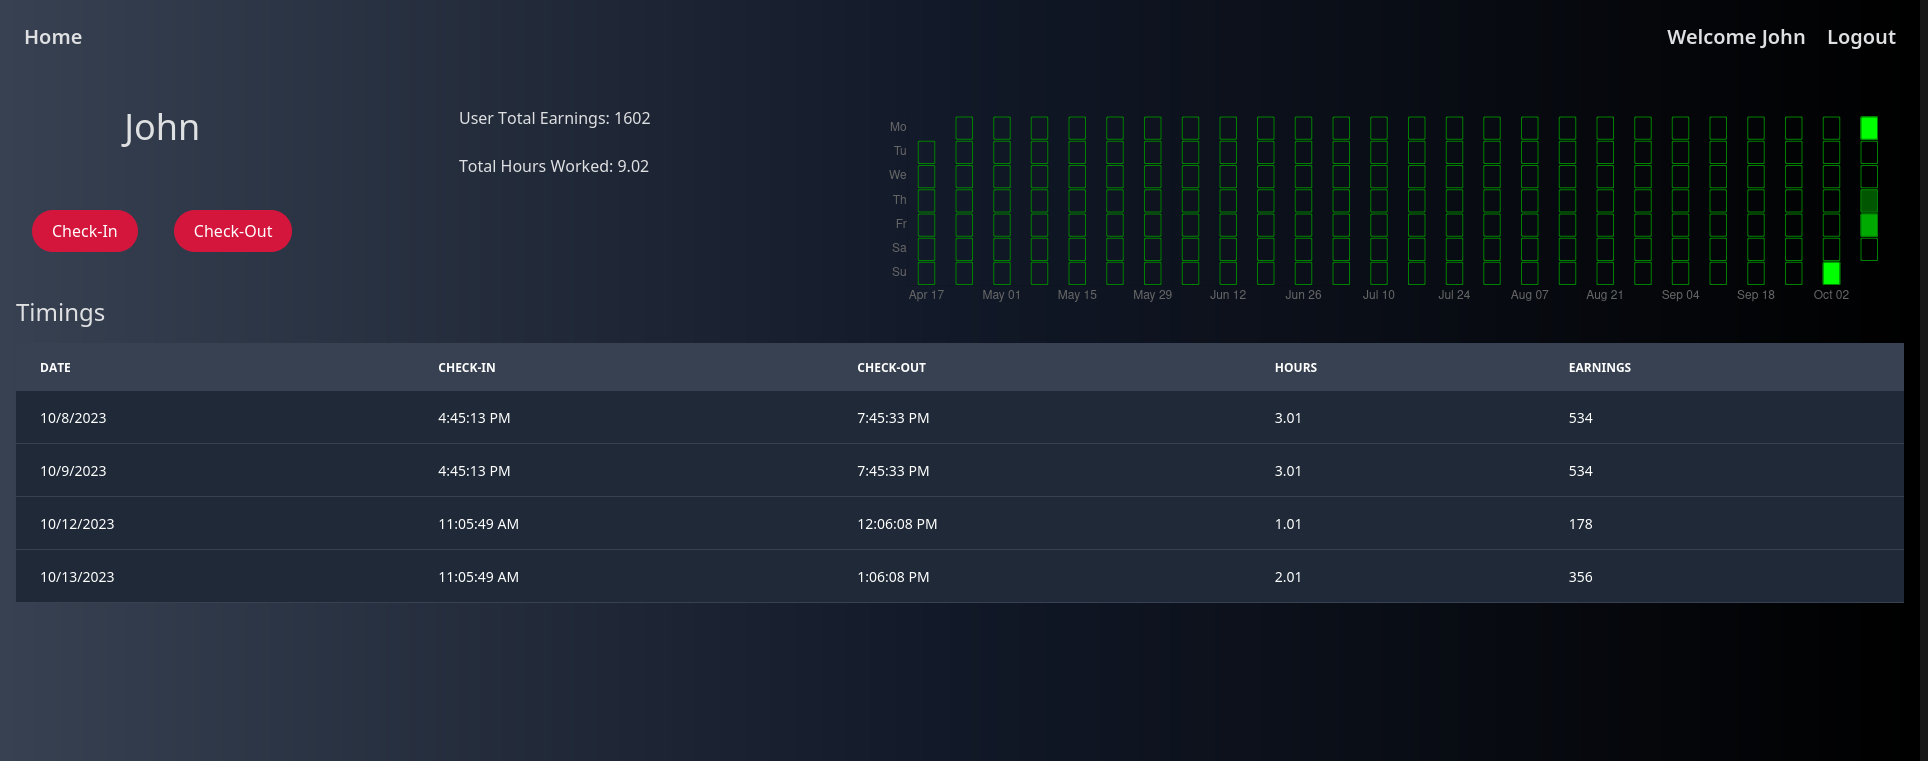 Home
Welcome John Logout
John
User Total Earnings: 1602
Total Hours Worked: 9.02
Check-In Check-Out
Mo
Tu
We
Th
Fr
Sa
Su
Apr 17 May 01 May 15 May 29 Jun 12 Jun 26 Jul 10 Jul 24 Aug 07 Aug 21 Sep 04 Sep 18 Oct 02
Timings
DATE CHECK-IN CHECK-OUT HOURS EARNINGS
10/8/2023 4:45:13 PM 7:45:33 PM 3.01 534
10/9/2023 4:45:13 PM 7:45:33 PM 3.01 534
10/12/2023 11:05:49 AM 12:06:08 PM 1.01 178
10/13/2023 11:05:49 AM 1:06:08 PM 2.01 356